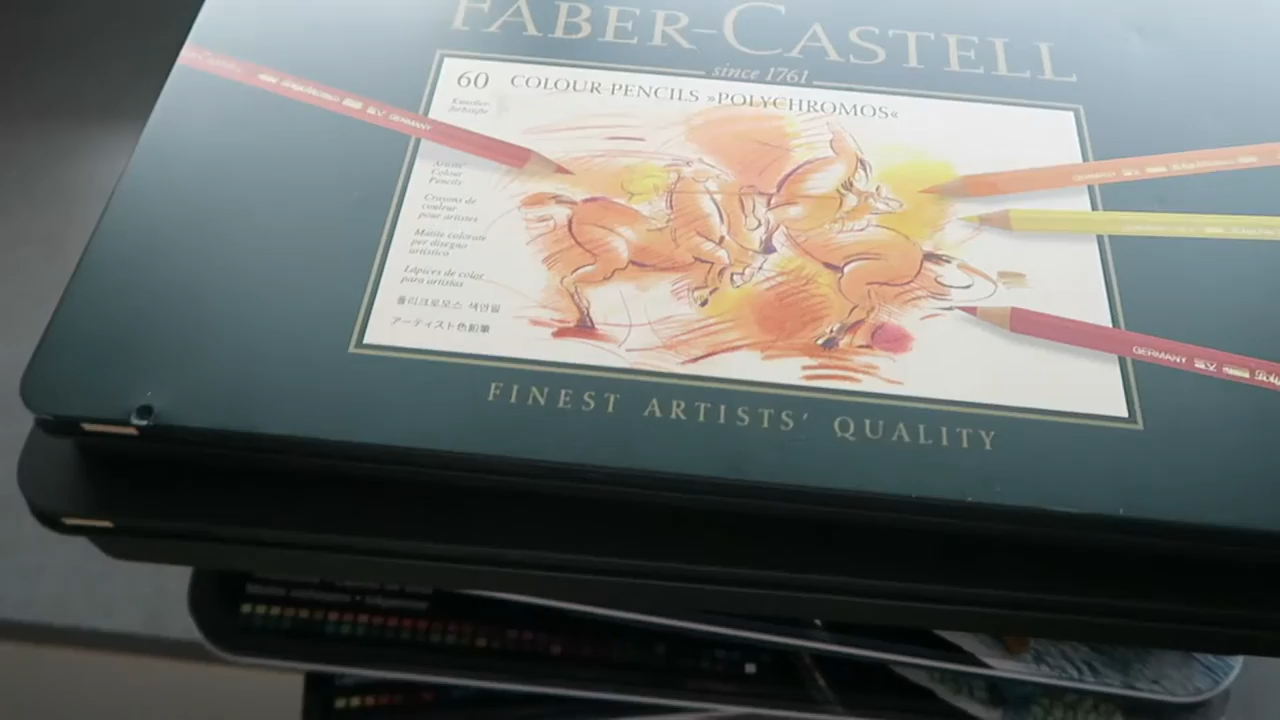 FABER-CASTELL
since 1761
60 COLOUR PENCILS »POLYCHROMOS«
Künstler-
farbstifte
Artists'
Colour
Pencils
Crayons de
couleur
pour artistes
Matite colorate
per disegno
artistico
Lápices de color
para artistas
폴리크로모스 색연필
アーティスト色鉛筆
GERMANY
GERMANY
GERMANY
FINEST ARTISTS' QUALITY